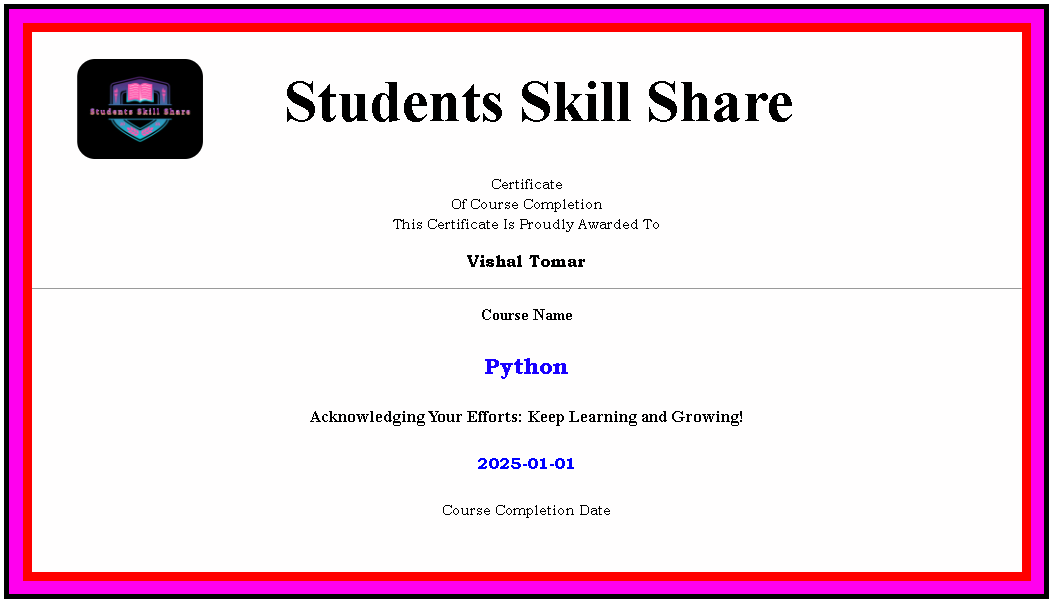 Students Skill Share
Students Skill Share
Certificate
Of Course Completion
This Certificate Is Proudly Awarded To
Vishal Tomar
Course Name
Python
Acknowledging Your Efforts: Keep Learning and Growing!
2025-01-01
Course Completion Date